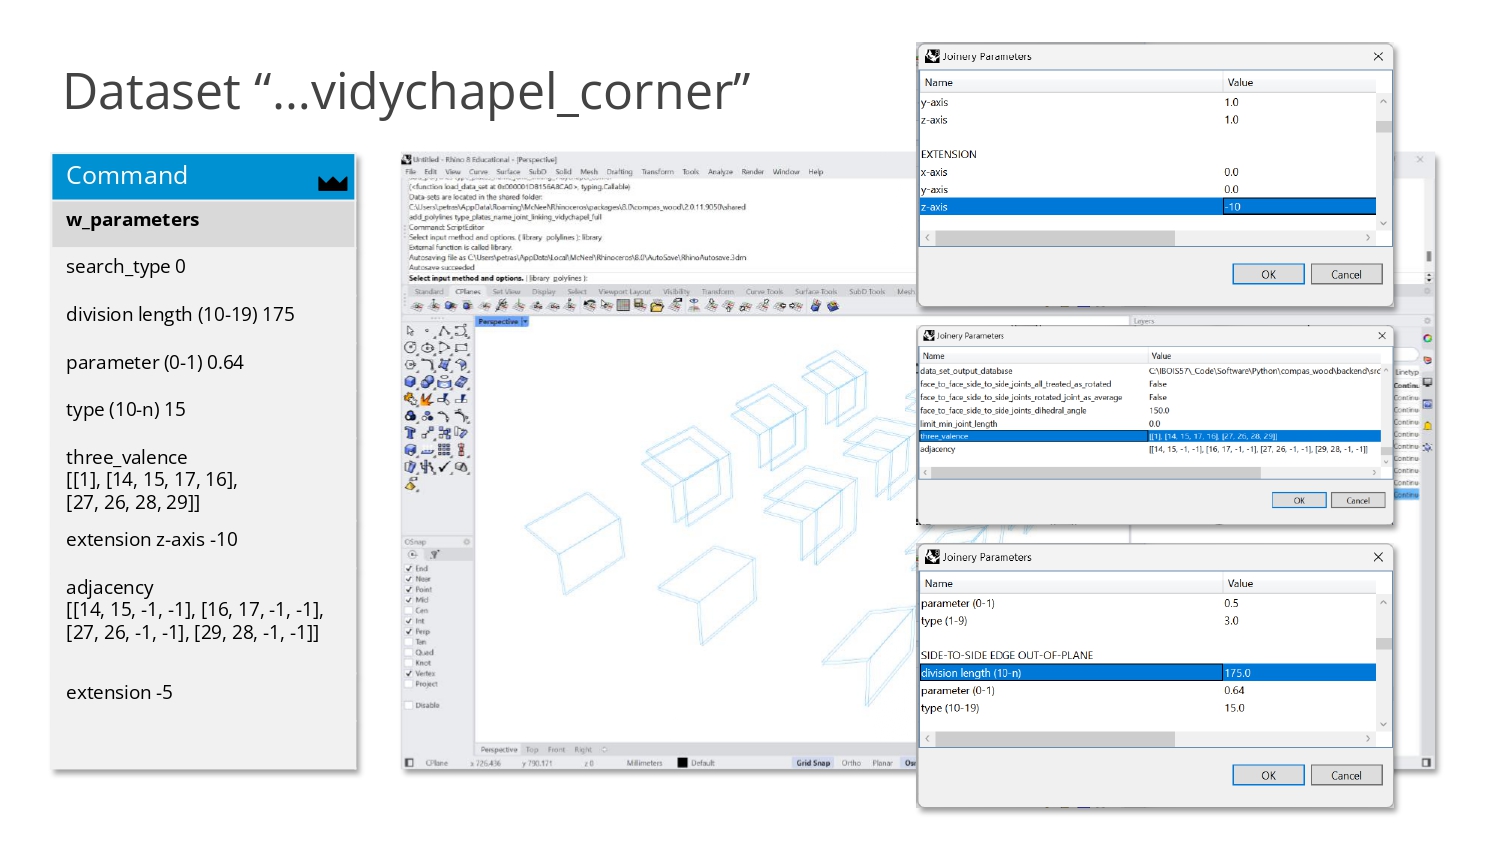 Dataset “…vidychapel_corner”
Command
w_parameters
search_type 0
division length (10-19) 175
parameter (0-1) 0.64
type (10-n) 15
three_valence
[[1], [14, 15, 17, 16],
[27, 26, 28, 29]]
extension z-axis -10
adjacency
[[14, 15, -1, -1], [16, 17, -1, -1],
[27, 26, -1, -1], [29, 28, -1, -1]]
extension -5
Untitled - Rhino 8 Educational - [Perspective]
File Edit View Curve Surface SubD Solid Mesh Drafting Transform Tools Analyze Render Window Help
(<function load_data_set at 0x000001DB156A8CA0>, typing.Callable)
Data-sets are located in the shared folder:
C:\Users\petras\AppData\Roaming\McNeel\Rhinoceros\packages\8.0\compas_wood\2.0.11.9050\shared
add_polylines type_plates_name_joint_linking_vidychapel_full
Command: ScriptEditor
Select input method and options. ( library polylines ): library
External function is called library.
Autosaving file as C:\Users\petras\AppData\Local\McNeel\Rhinoceros\8.0\AutoSave\RhinoAutosave.3dm
Autosave succeeded
Select input method and options. ( library polylines ):
Standard CPlanes Set View Display Select Viewport Layout Visibility Transform Curve Tools Surface Tools SubD Tools Mesh
Perspective
Layers
OSnap
End
Near
Point
Mid
Cen
Int
Perp
Tan
Quad
Knot
Vertex
Project
Disable
Perspective Top Front Right
CPlane x 726.436 y 790.171 z 0 Millimeters Default Grid Snap Ortho Planar
Linetyp
Continu
Continu
Continu
Continu
Continu
Continu
Continu
Continu
Continu
Continu
Joinery Parameters
Name Value
y-axis 1.0
z-axis 1.0
EXTENSION
x-axis 0.0
y-axis 0.0
z-axis -10
OK Cancel
Joinery Parameters
Name Value
data_set_output_database C:\IBOIS57\_Code\Software\Python\compas_wood\backend\src
face_to_face_side_to_side_joints_all_treated_as_rotated False
face_to_face_side_to_side_joints_rotated_joint_as_average False
face_to_face_side_to_side_joints_dihedral_angle 150.0
limit_min_joint_length 0.0
three_valence [[1], [14, 15, 17, 16], [27, 26, 28, 29]]
adjacency [[14, 15, -1, -1], [16, 17, -1, -1], [27, 26, -1, -1], [29, 28, -1, -1]]
OK Cancel
Joinery Parameters
Name Value
parameter (0-1) 0.5
type (1-9) 3.0
SIDE-TO-SIDE EDGE OUT-OF-PLANE
division length (10-n) 175.0
parameter (0-1) 0.64
type (10-19) 15.0
OK Cancel